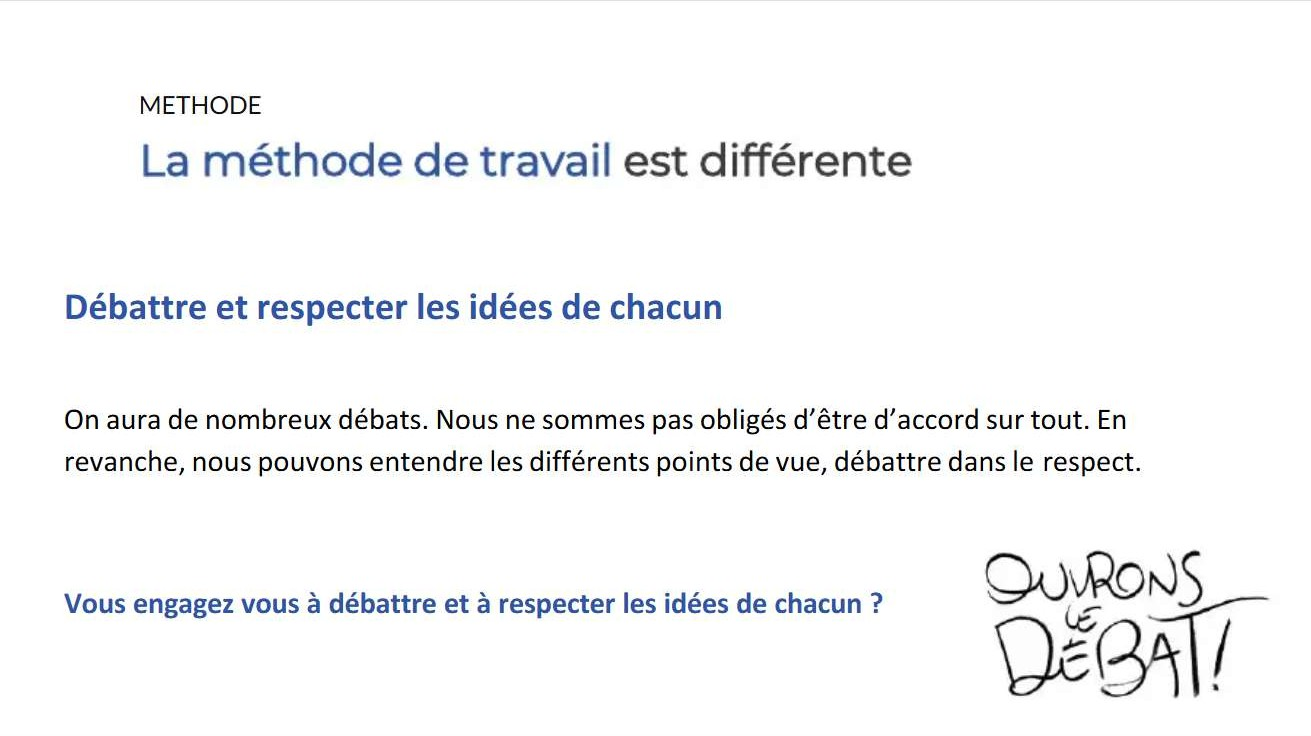 METHODE
La méthode de travail est différente
Débattre et respecter les idées de chacun
On aura de nombreux débats. Nous ne sommes pas obligés d’être d’accord sur tout. En
revanche, nous pouvons entendre les différents points de vue, débattre dans le respect.
Vous engagez vous à débattre et à respecter les idées de chacun ?
OUVRONS
LE
DÉBAT!